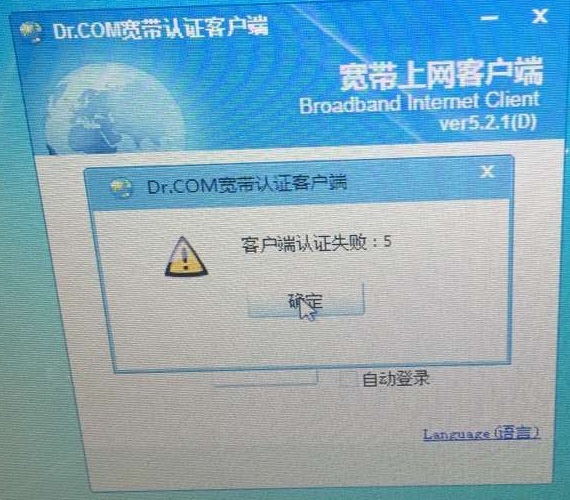 Dr.COM宽带认证客户端
宽带上网客户端
Broadband Internet Client
ver5.2.1(D)
Dr.COM宽带认证客户端
客户端认证失败：5
确定
自动登录
Language(语言)